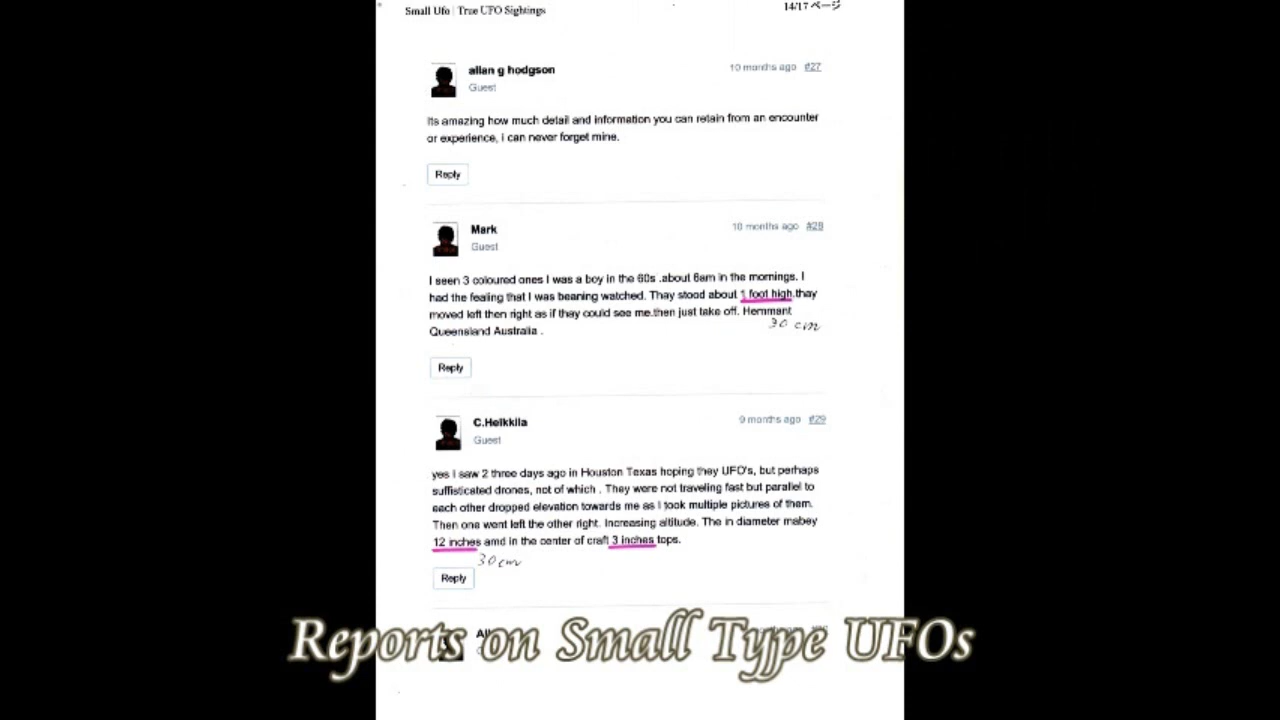 Small Ufo | True UFO Sightings 14/17 ページ
allan g hodgson 10 months ago #27
Guest
Its amazing how much detail and information you can retain from an encounter
or experience, i can never forget mine.
Reply
Mark 10 months ago #28
Guest
I seen 3 coloured ones I was a boy in the 60s .about 6am in the mornings. I
had the fealing that I was beaning watched. Thay stood about 1 foot high.thay
moved left then right as if thay could see me.then just take off. Hemmant
30 cm
Queensland Australia .
Reply
C.Heikkila 9 months ago #29
Guest
yes I saw 2 three days ago in Houston Texas hoping they UFO's, but perhaps
suffisticated drones, not of which . They were not traveling fast but parallel to
each other dropped elevation towards me as I took multiple pictures of them.
Then one went left the other right. Increasing altitude. The in diameter mabey
12 inches amd in the center of craft 3 inches tops.
30 cm
Reply
Reports on Small Type UFOs